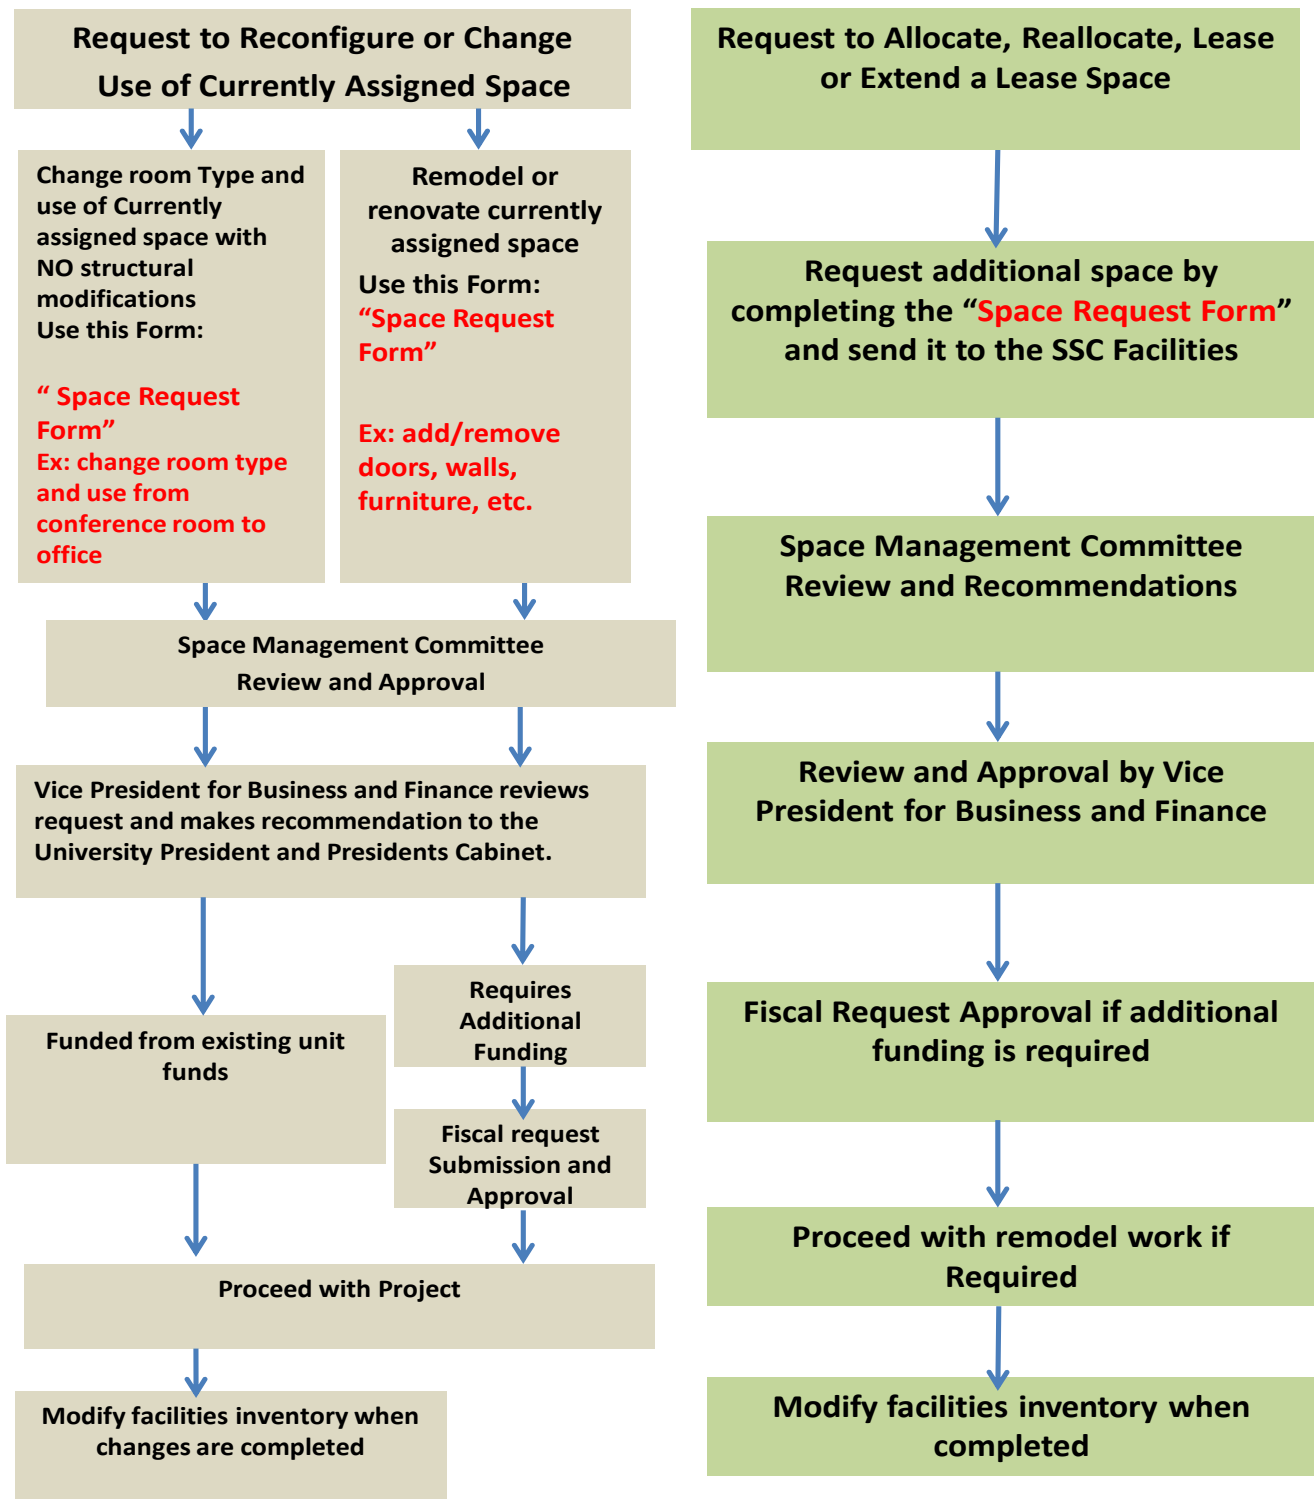 Request to Reconfigure or Change
Use of Currently Assigned Space
Change room Type and
use of Currently
assigned space with
NO structural
modifications
Use this Form:
“ Space Request
Form”
Ex: change room type
and use from
conference room to
office
Remodel or
renovate currently
assigned space
Use this Form:
“Space Request
Form”
Ex: add/remove
doors, walls,
furniture, etc.
Space Management Committee
Review and Approval
Vice President for Business and Finance reviews
request and makes recommendation to the
University President and Presidents Cabinet.
Funded from existing unit
funds
Requires
Additional
Funding
Fiscal request
Submission and
Approval
Proceed with Project
Modify facilities inventory when
changes are completed
Request to Allocate, Reallocate, Lease
or Extend a Lease Space
Request additional space by
completing the “Space Request Form”
and send it to the SSC Facilities
Space Management Committee
Review and Recommendations
Review and Approval by Vice
President for Business and Finance
Fiscal Request Approval if additional
funding is required
Proceed with remodel work if
Required
Modify facilities inventory when
completed